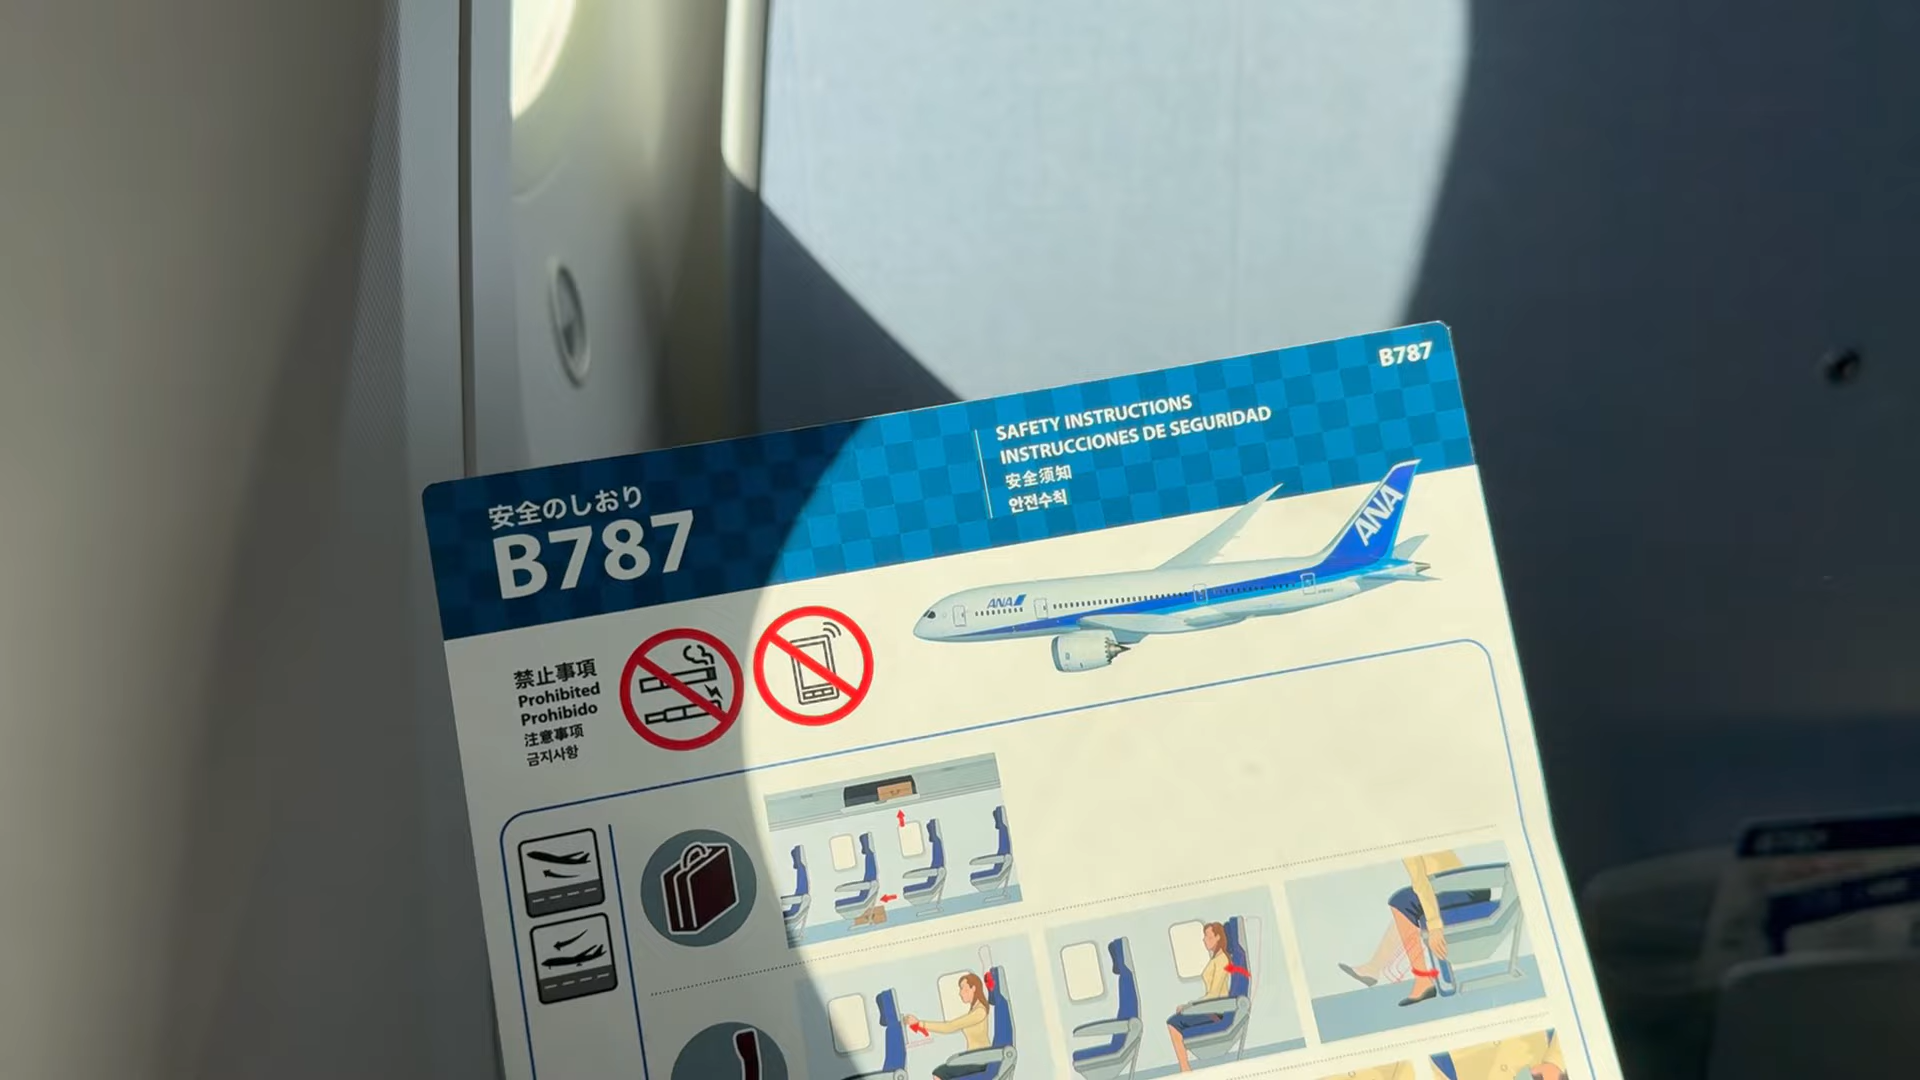 安全のしおり
B787
SAFETY INSTRUCTIONS
INSTRUCCIONES DE SEGURIDAD
安全须知
안전수칙
B787
ANA
ANA
禁止事項
Prohibited
Prohibido
注意事项
금지사항